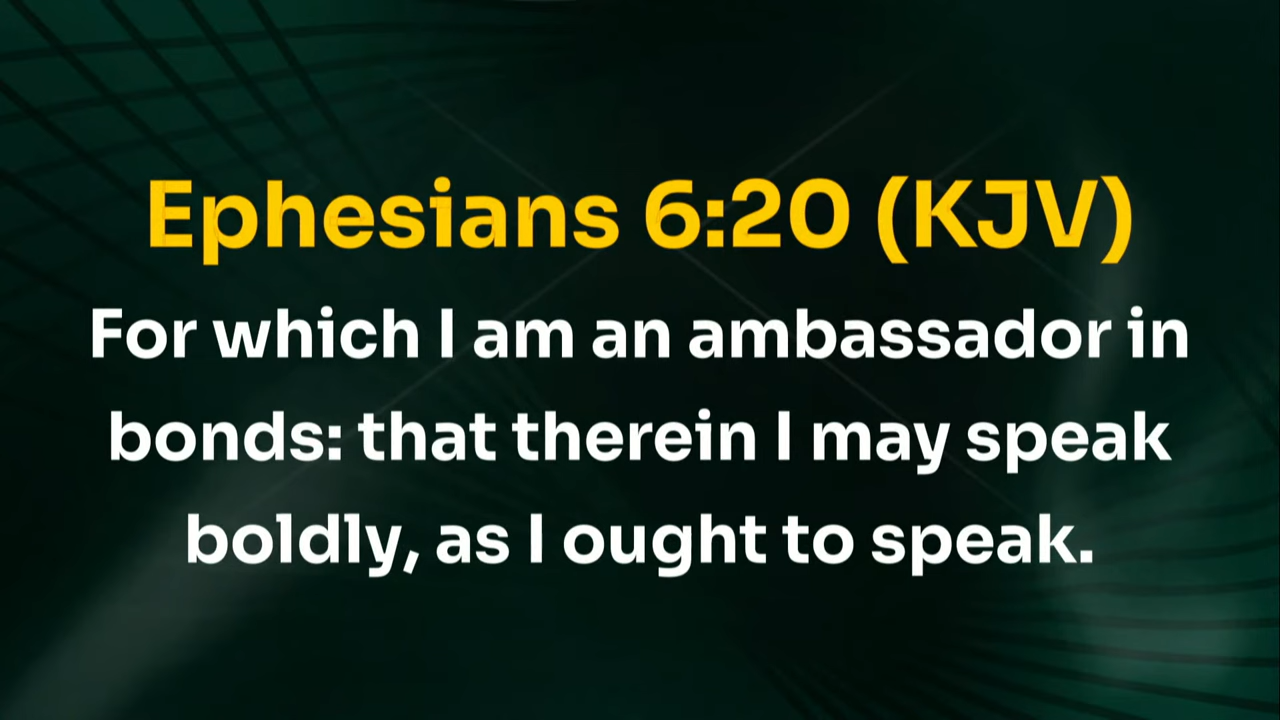 Ephesians 6:20 (KJV)
For which I am an ambassador in
bonds: that therein I may speak
boldly, as I ought to speak.